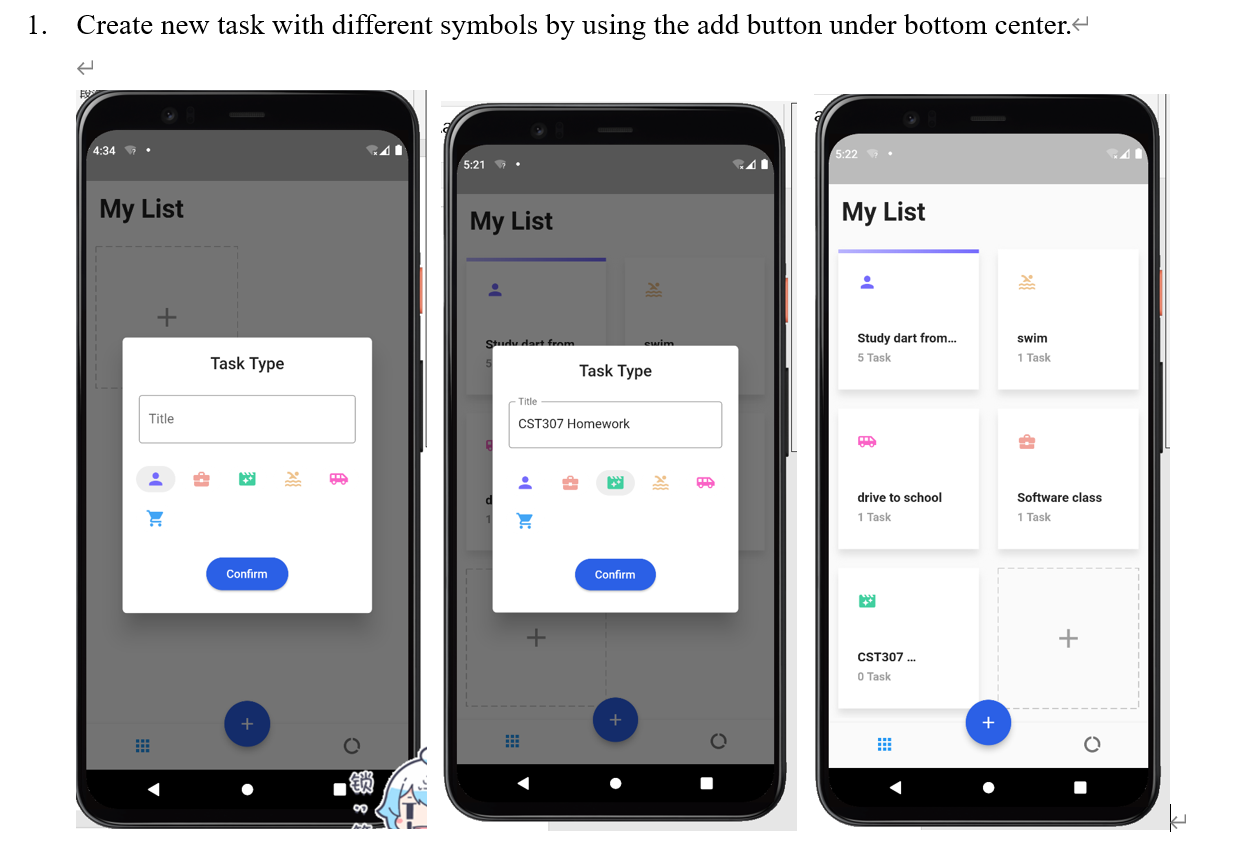 1. Create new task with different symbols by using the add button under bottom center.
4:34
My List
Task Type
Title
Confirm
锁
5:21
My List
Study dart from
swim
5
Task Type
Title
CST307 Homework
d
1
Confirm
5:22
My List
Study dart from...
5 Task
swim
1 Task
drive to school
1 Task
Software class
1 Task
CST307 ...
0 Task